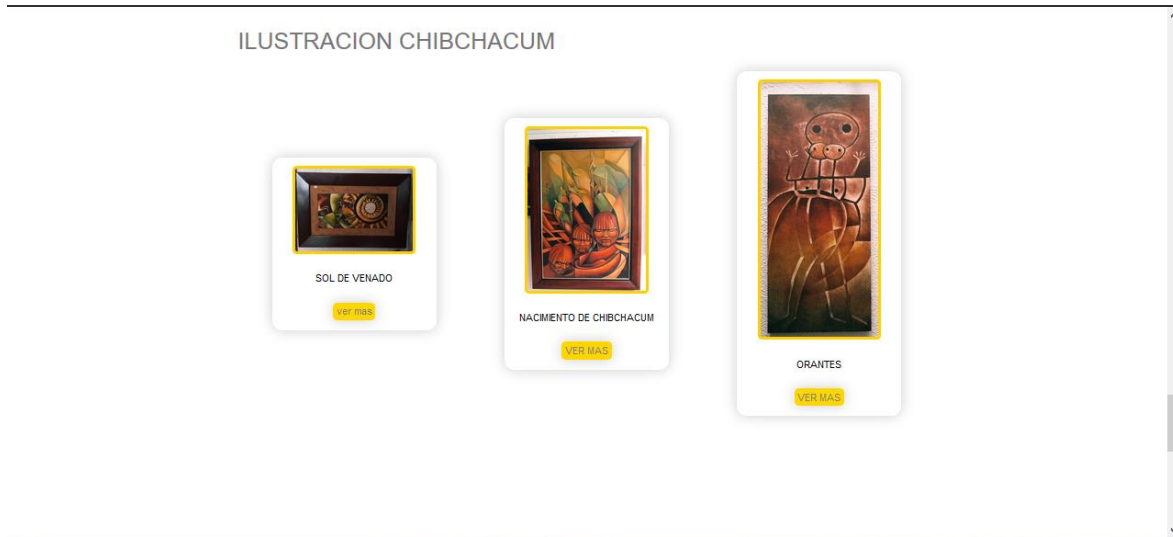 ILUSTRACION CHIBCHACUM
SOL DE VENADO
ver mas
NACIMIENTO DE CHIBCHACUM
VER MAS
ORANTES
VER MAS